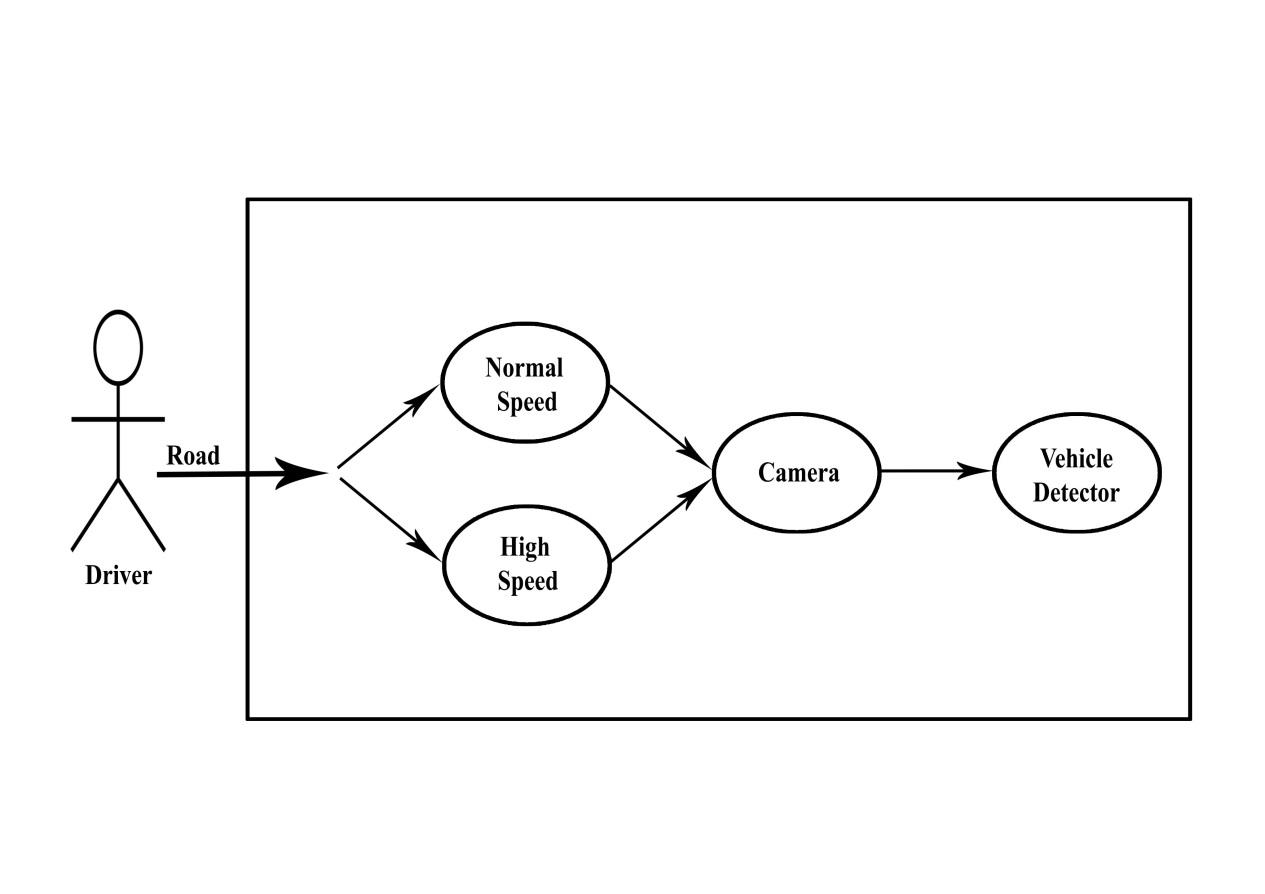 Road
Driver
Normal
Speed
High
Speed
Camera
Vehicle
Detector